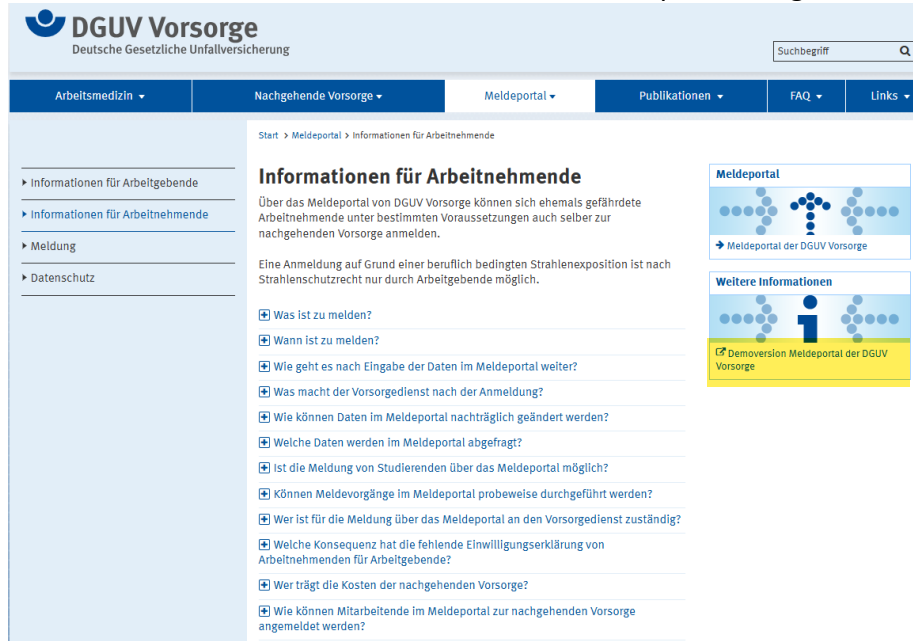 DGUV Vorsorge
Deutsche Gesetzliche Unfallversicherung
Suchbegriff
Arbeitsmedizin
Nachgehende Vorsorge
Meldeportal
Publikationen
FAQ
Links
Start > Meldeportal > Informationen für Arbeitnehmende
Informationen für Arbeitgebende
Informationen für Arbeitnehmende
Meldung
Datenschutz
Informationen für Arbeitnehmende
Über das Meldeportal von DGUV Vorsorge können sich ehemals gefährdete
Arbeitnehmende unter bestimmten Voraussetzungen auch selber zur
nachgehenden Vorsorge anmelden.
Eine Anmeldung auf Grund einer beruflich bedingten Strahlenexposition ist nach
Strahlenschutzrecht nur durch Arbeitgebende möglich.
Was ist zu melden?
Wann ist zu melden?
Wie geht es nach Eingabe der Daten im Meldeportal weiter?
Was macht der Vorsorgedienst nach der Anmeldung?
Wie können Daten im Meldeportal nachträglich geändert werden?
Welche Daten werden im Meldeportal abgefragt?
Ist die Meldung von Studierenden über das Meldeportal möglich?
Können Meldevorgänge im Meldeportal probeweise durchgeführt werden?
Wer ist für die Meldung über das Meldeportal an den Vorsorgedienst zuständig?
Welche Konsequenz hat die fehlende Einwilligungserklärung von
Arbeitnehmenden für Arbeitgebende?
Wer trägt die Kosten der nachgehenden Vorsorge?
Wie können Mitarbeitende im Meldeportal zur nachgehenden Vorsorge
angemeldet werden?
Meldeportal
Meldeportal der DGUV Vorsorge
Weitere Informationen
Demoversion Meldeportal der DGUV
Vorsorge